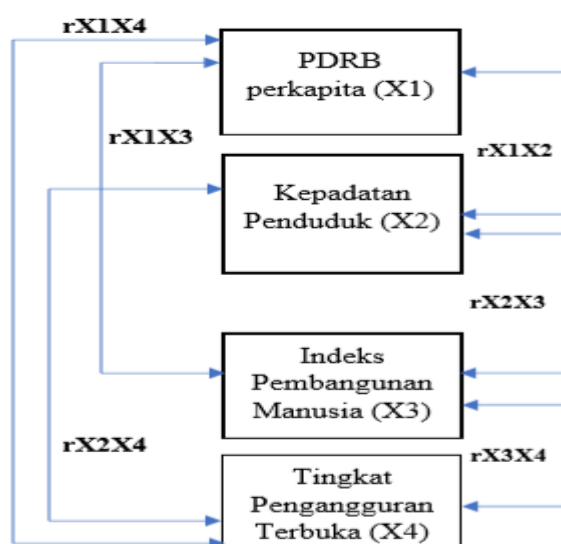 rX1X4
PDRB
perkapita (X1)
rX1X3
rX1X2
Kepadatan
Penduduk (X2)
rX2X3
Indeks
Pembangunan
Manusia (X3)
rX2X4
rX3X4
Tingkat
Pengangguran
Terbuka (X4)